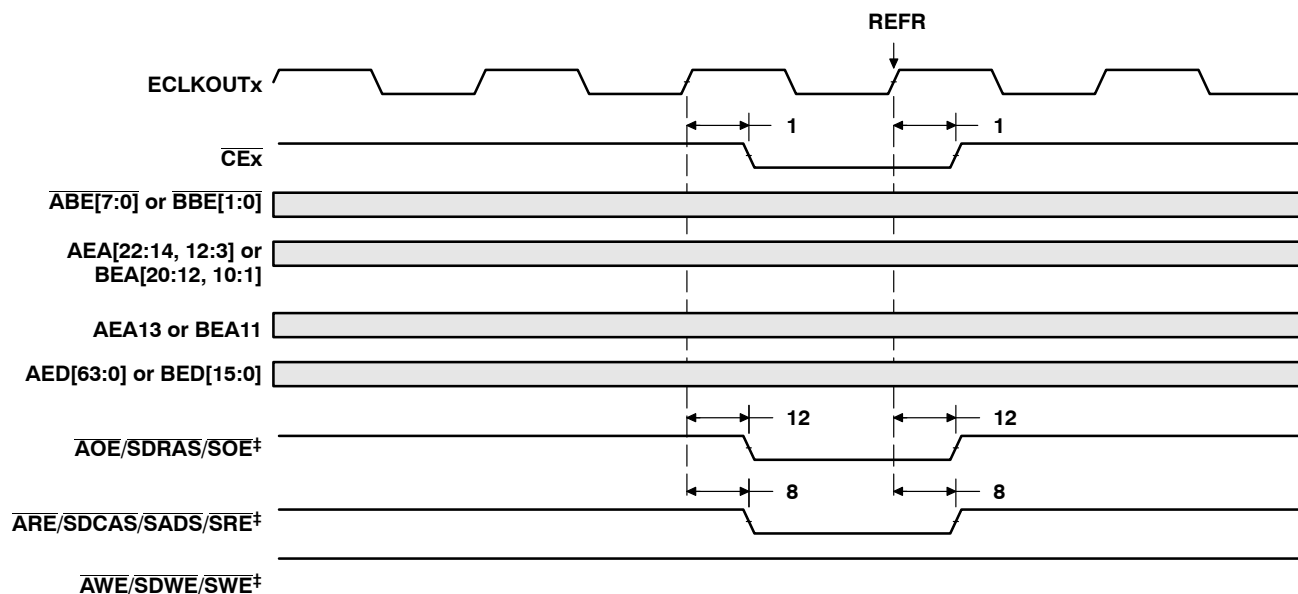 REFR
ECLKOUTx
1 1
CEx
ABE[7:0] or BBE[1:0]
AEA[22:14, 12:3] or
BEA[20:12, 10:1]
AEA13 or BEA11
AED[63:0] or BED[15:0]
12 12
AOE/SDRAS/SOE‡
8 8
ARE/SDCAS/SADS/SRE‡
AWE/SDWE/SWE‡